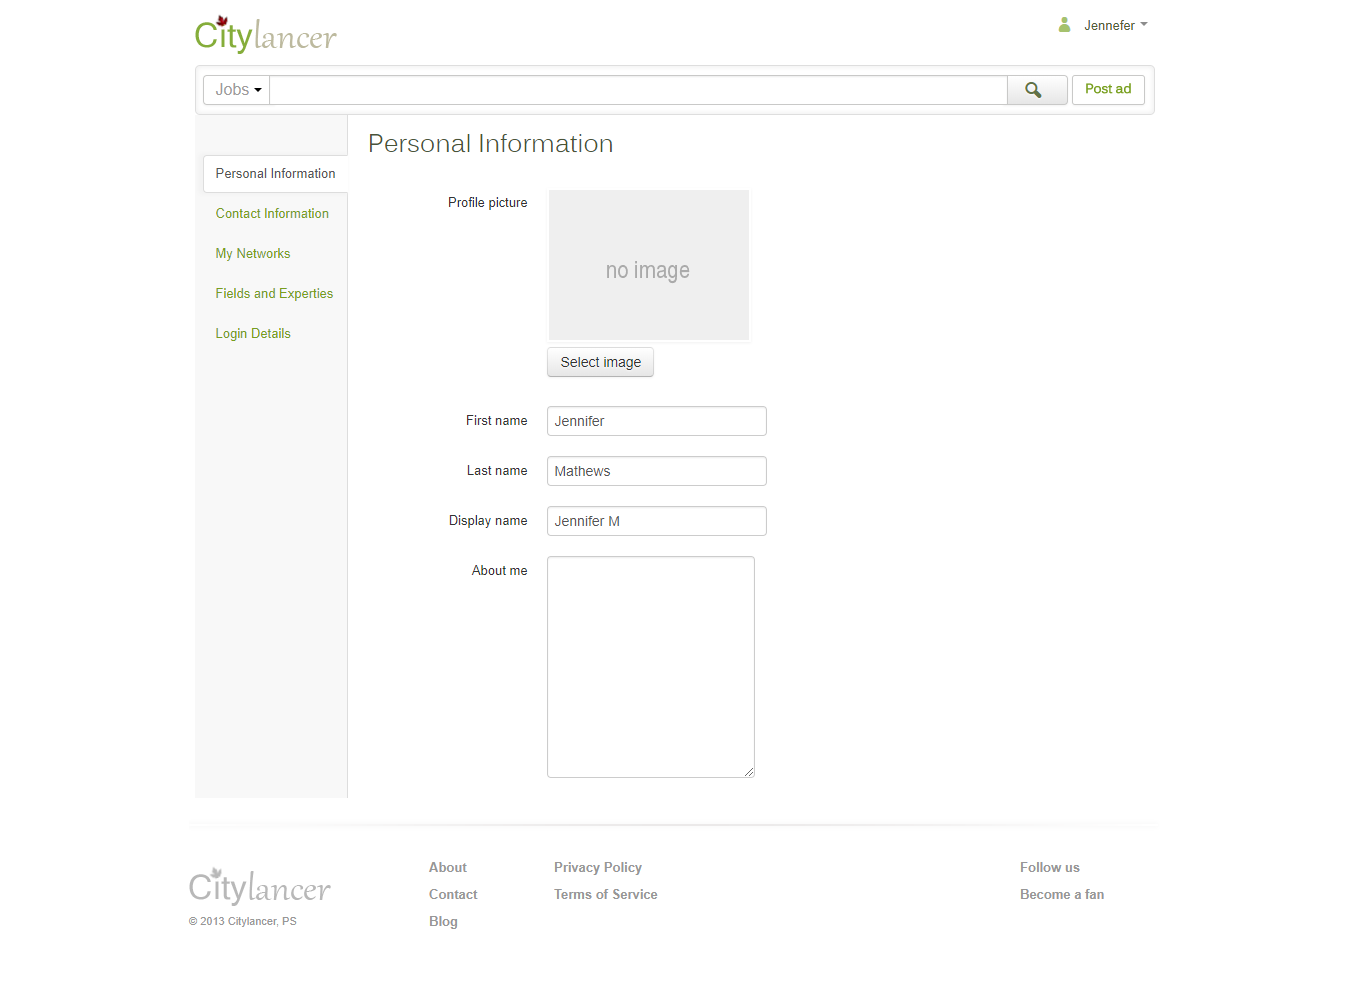 Citylancer
Jennefer
Jobs
Post ad
Personal Information
Personal Information
Contact Information
My Networks
Fields and Experties
Login Details
Profile picture
no image
Select image
First name
Jennifer
Last name
Mathews
Display name
Jennifer M
About me
Citylancer
© 2013 Citylancer, PS
About
Contact
Blog
Privacy Policy
Terms of Service
Follow us
Become a fan